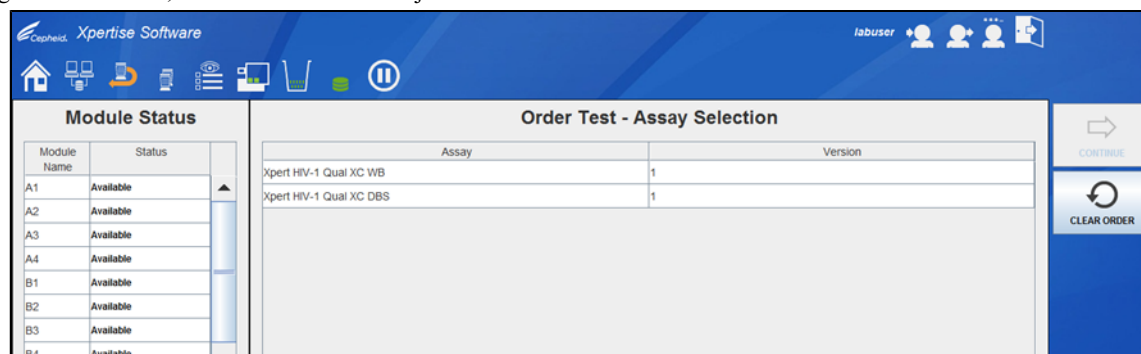 Cepheid. Xpertise Software
labuser
Module Status
Module Name
Status
A1 Available
A2 Available
A3 Available
A4 Available
B1 Available
B2 Available
B3 Available
B4 Available
Order Test - Assay Selection
Assay Version
Xpert HIV-1 Qual XC WB 1
Xpert HIV-1 Qual XC DBS 1
CONTINUE
CLEAR ORDER